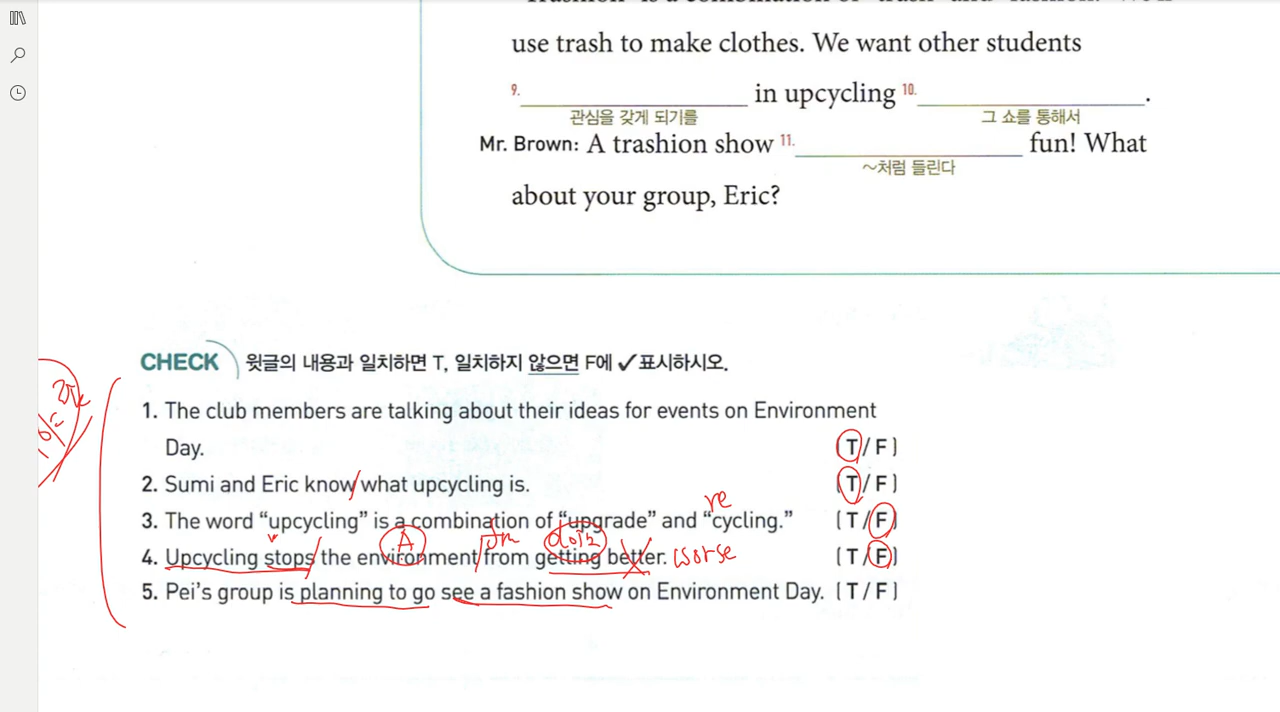 use trash to make clothes. We want other students
9. ____ in upcycling 10. ____.
관심을 갖게 되기를 그 쇼를 통해서
Mr. Brown: A trashion show 11. ____ fun! What
~처럼 들린다
about your group, Eric?
CHECK 윗글의 내용과 일치하면 T, 일치하지 않으면 F에 ✓표시하시오.
1. The club members are talking about their ideas for events on Environment
Day. [T/F]
2. Sumi and Eric know what upcycling is. [T/F]
re
3. The word “upcycling” is a combination of “upgrade” and “cycling.” [T/F]
A
4. Upcycling stops the environment from getting better. worse [T/F]
5. Pei's group is planning to go see a fashion show on Environment Day. [T/F]